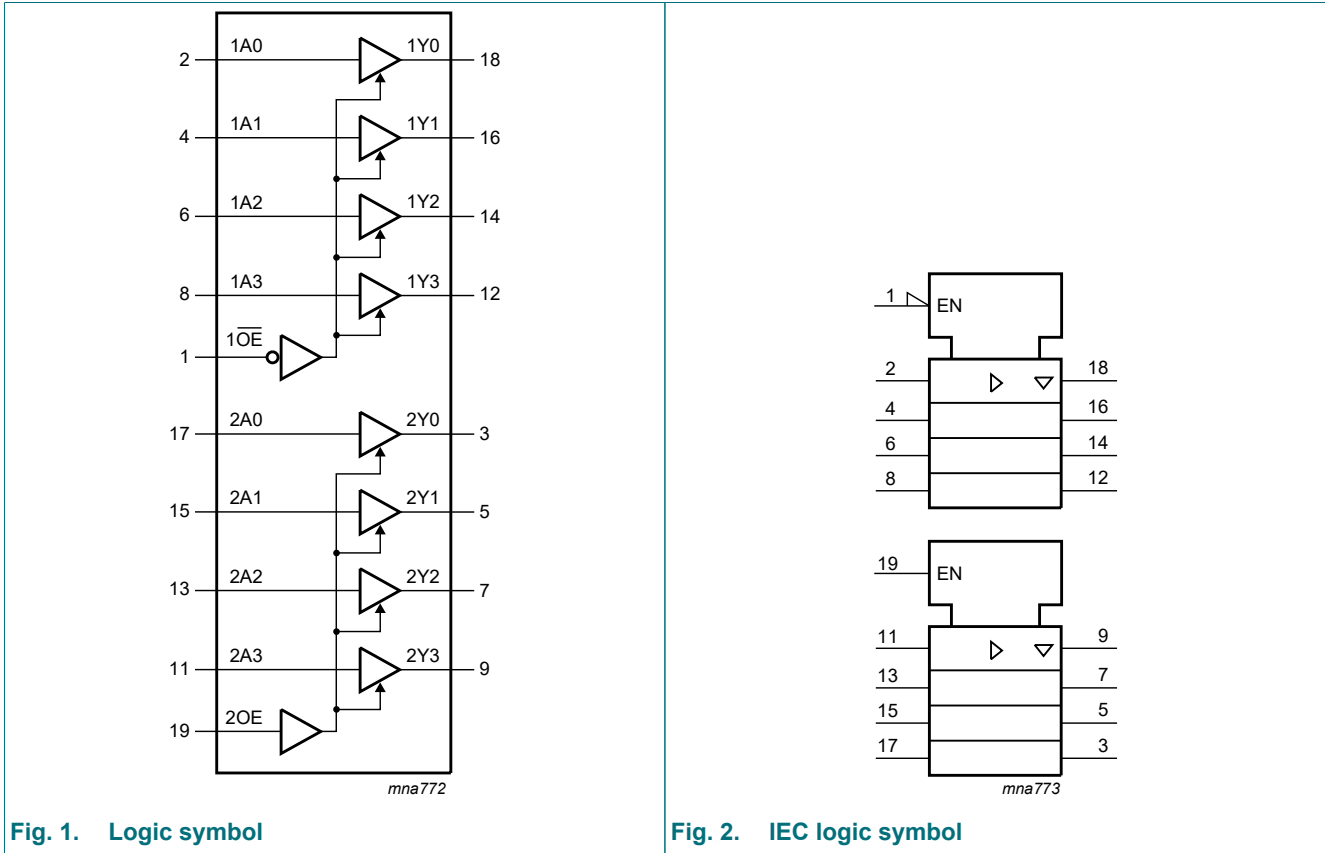 2 1A0 1Y0 18
4 1A1 1Y1 16
6 1A2 1Y2 14
8 1A3 1Y3 12
1 1O̅E̅
17 2A0 2Y0 3
15 2A1 2Y1 5
13 2A2 2Y2 7
11 2A3 2Y3 9
19 2OE
mna772
Fig. 1. Logic symbol
1 EN
2 18
4 16
6 14
8 12
19 EN
11 9
13 7
15 5
17 3
mna773
Fig. 2. IEC logic symbol